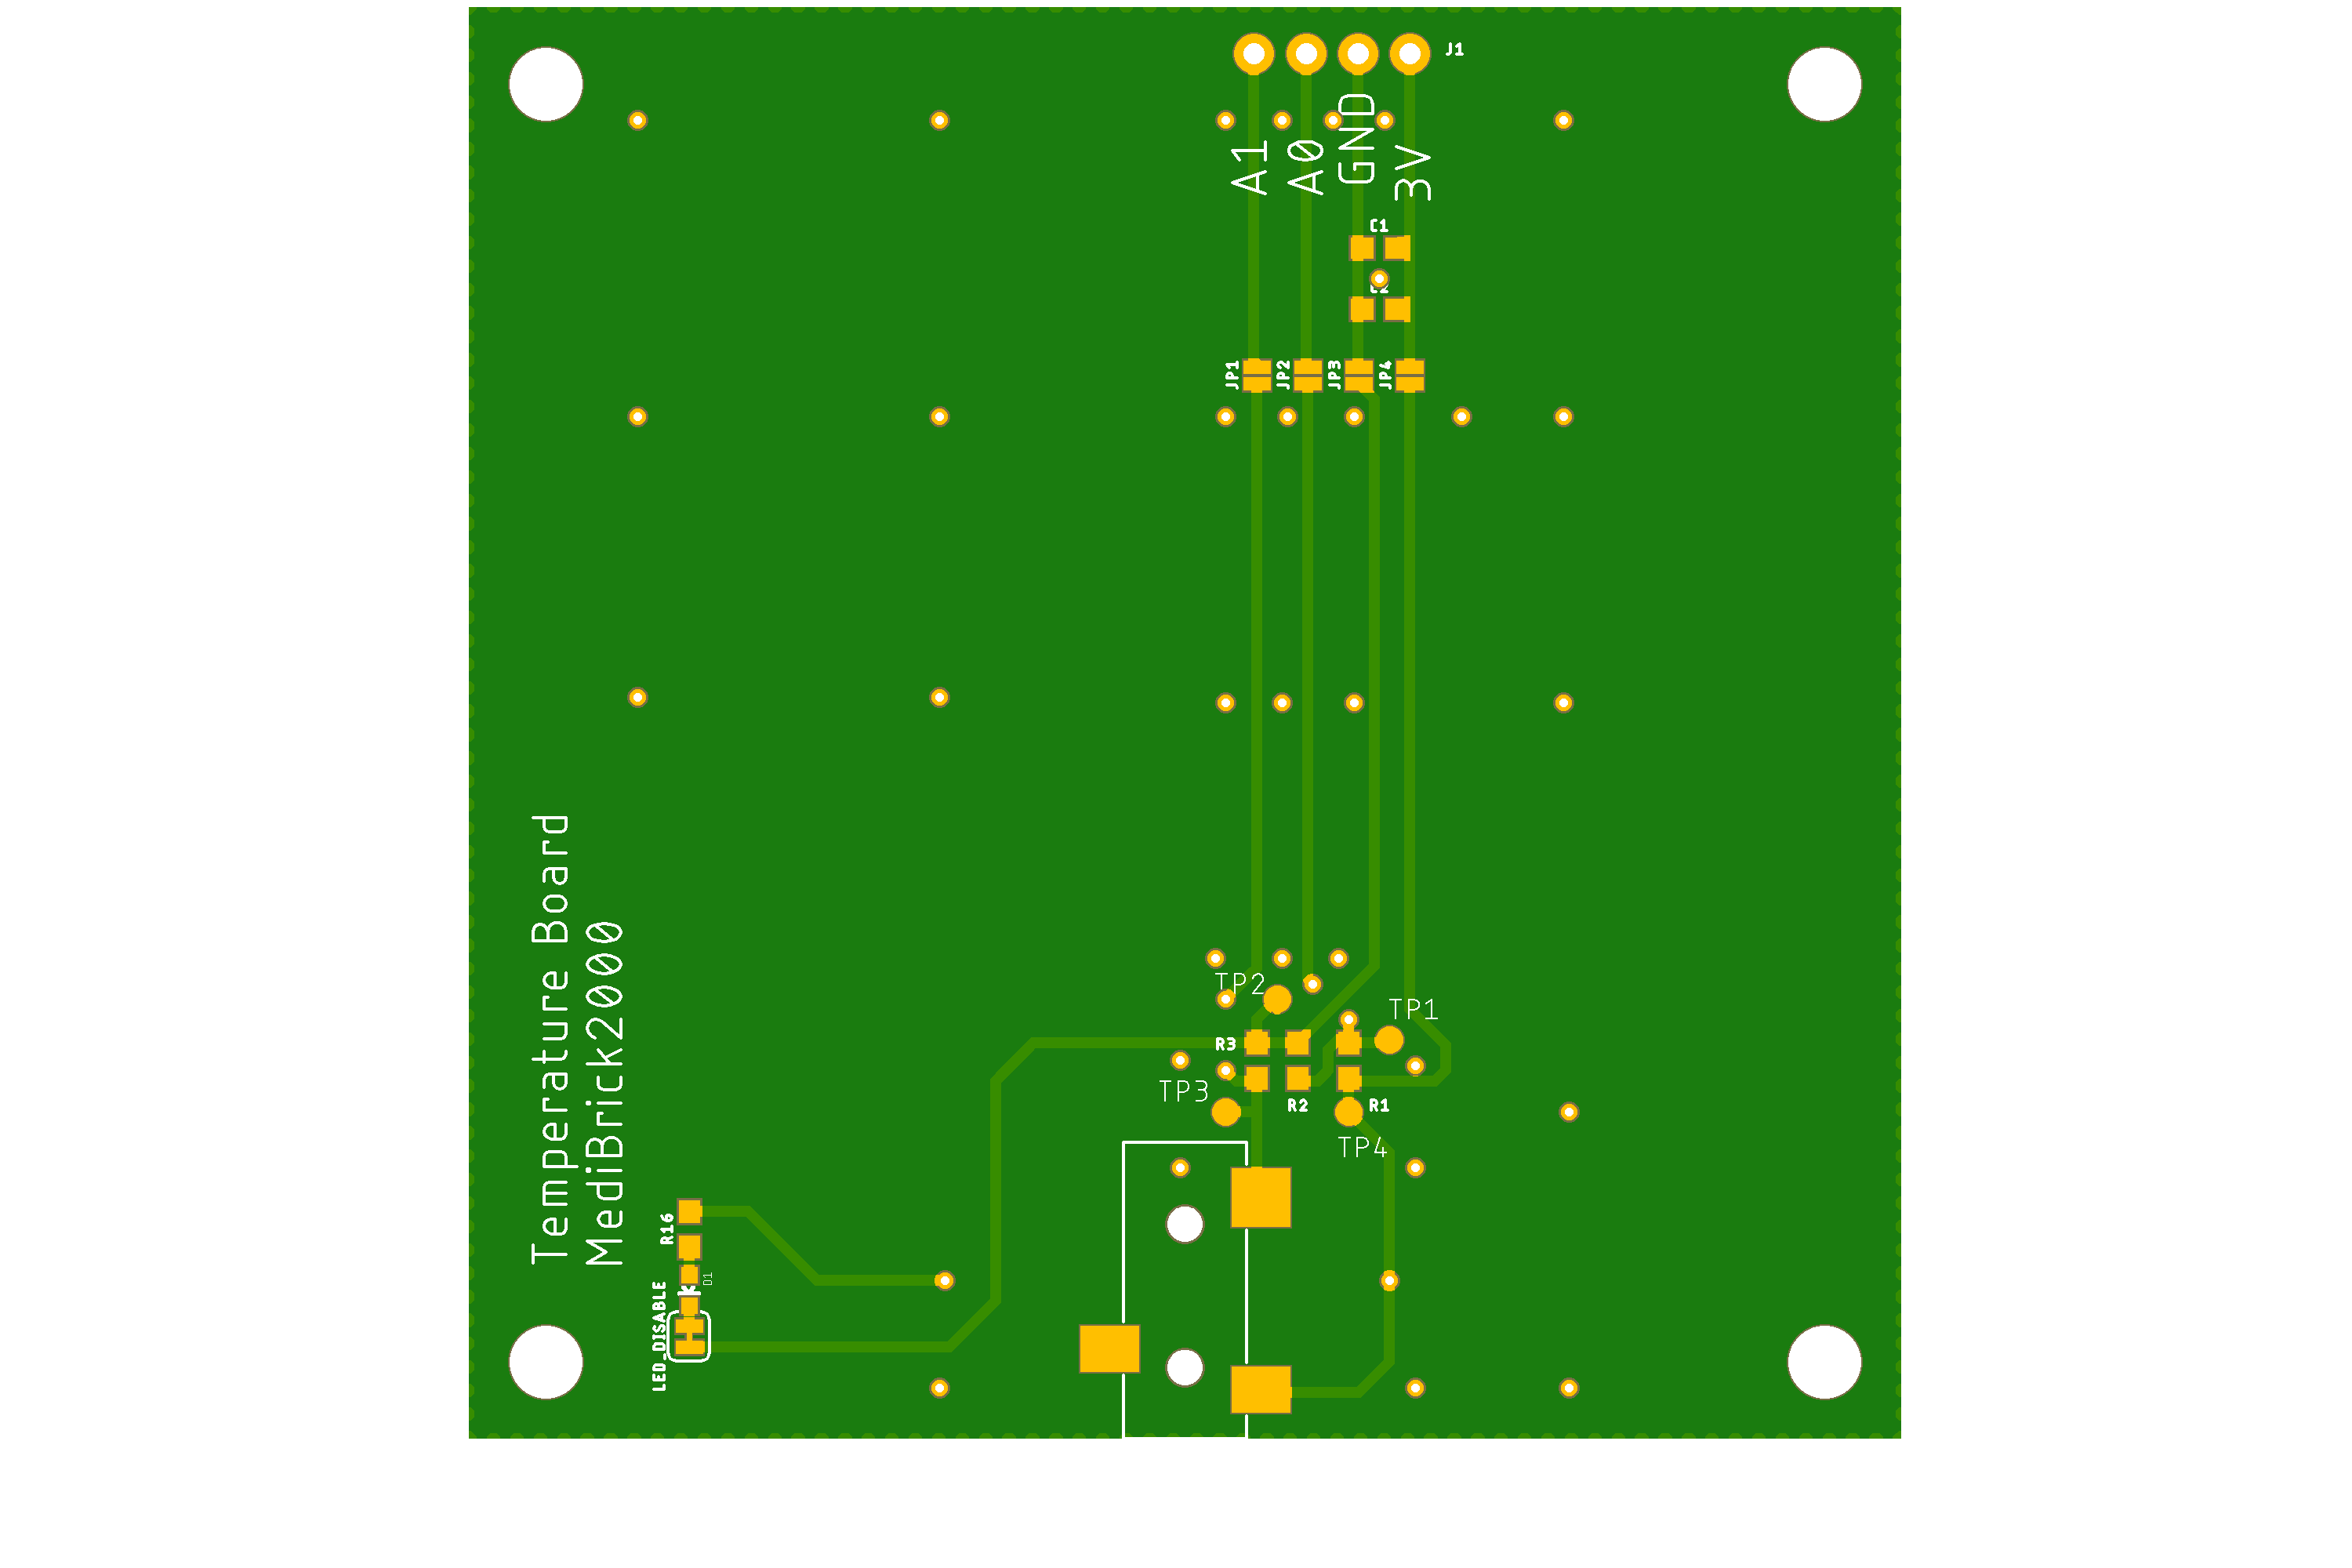 J1
A1
A0
GND
3V
C1
C2
JP1
JP2
JP3
JP4
Temperature Board
MediBrick2000
TP2
TP1
R3
TP3
R2
R1
TP4
R16
D1
LED_DISABLE